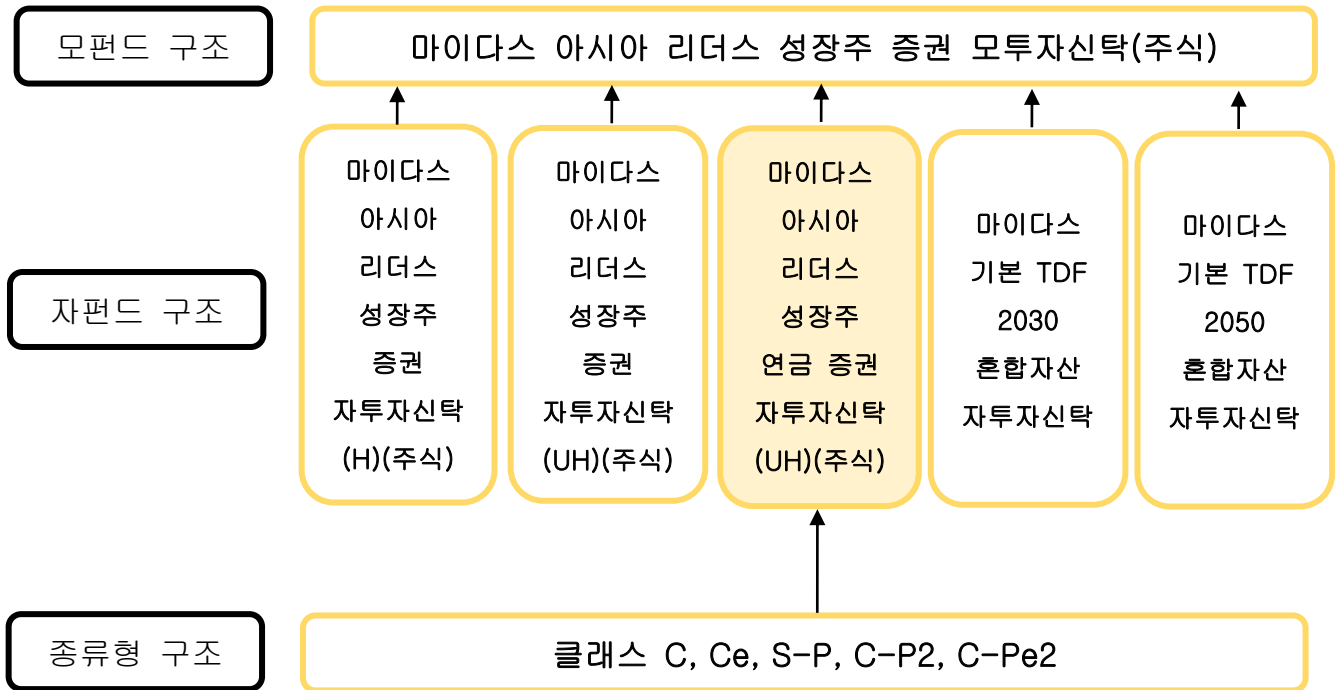 모펀드 구조
마이다스 아시아 리더스 성장주 증권 모투자신탁(주식)
자펀드 구조
마이다스
아시아
리더스
성장주
증권
자투자신탁
(H)(주식)
마이다스
아시아
리더스
성장주
증권
자투자신탁
(UH)(주식)
마이다스
아시아
리더스
성장주
연금 증권
자투자신탁
(UH)(주식)
마이다스
기본 TDF
2030
혼합자산
자투자신탁
마이다스
기본 TDF
2050
혼합자산
자투자신탁
종류형 구조
클래스 C, Ce, S-P, C-P2, C-Pe2